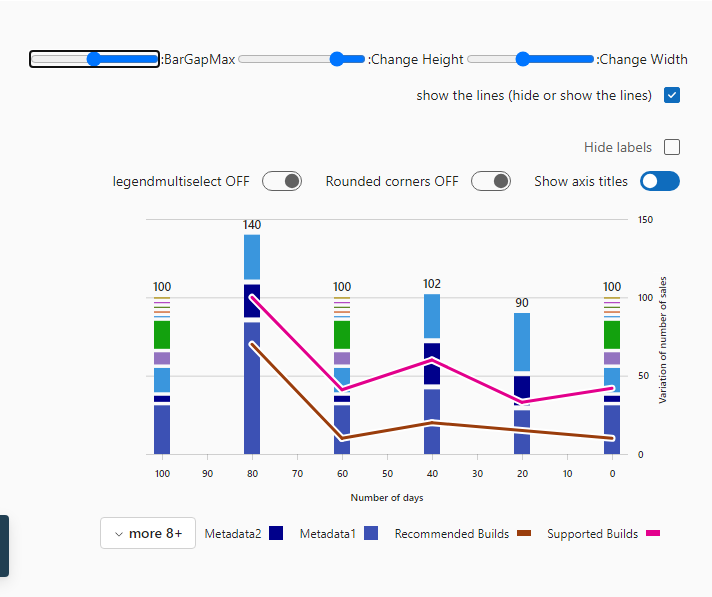 :BarGapMax :Change Height :Change Width
show the lines (hide or show the lines)
Hide labels
legendmultiselect OFF Rounded corners OFF Show axis titles
150
140
100 100 102 90 100
100
50
0
Variation of number of sales
100 90 80 70 60 50 40 30 20 10 0
Number of days
more 8+ Metadata2 Metadata1 Recommended Builds Supported Builds